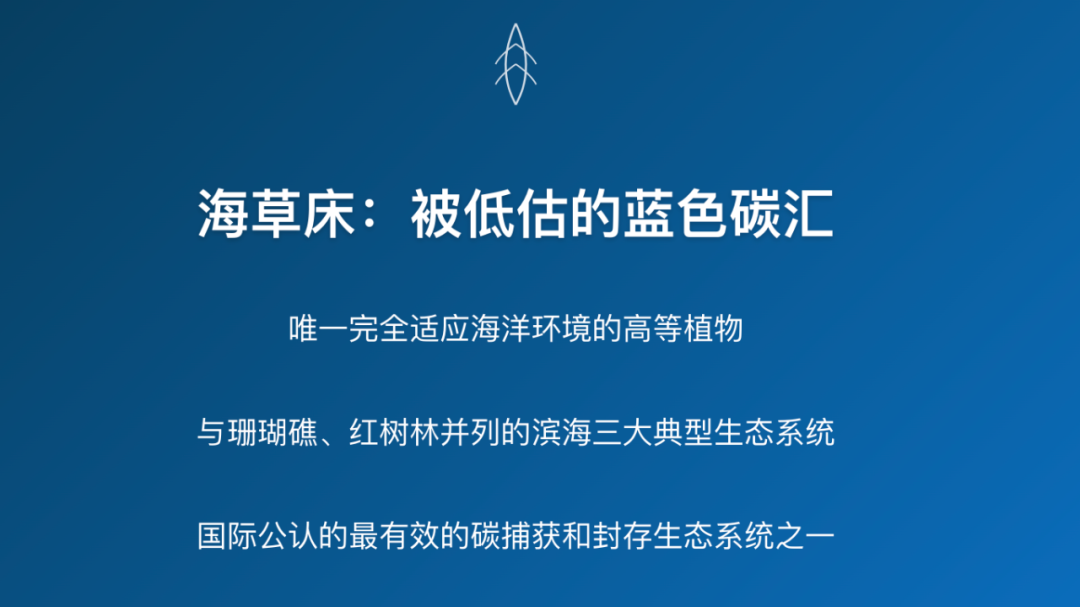 海草床：被低估的蓝色碳汇
唯一完全适应海洋环境的高等植物
与珊瑚礁、红树林并列的滨海三大典型生态系统
国际公认的最有效的碳捕获和封存生态系统之一